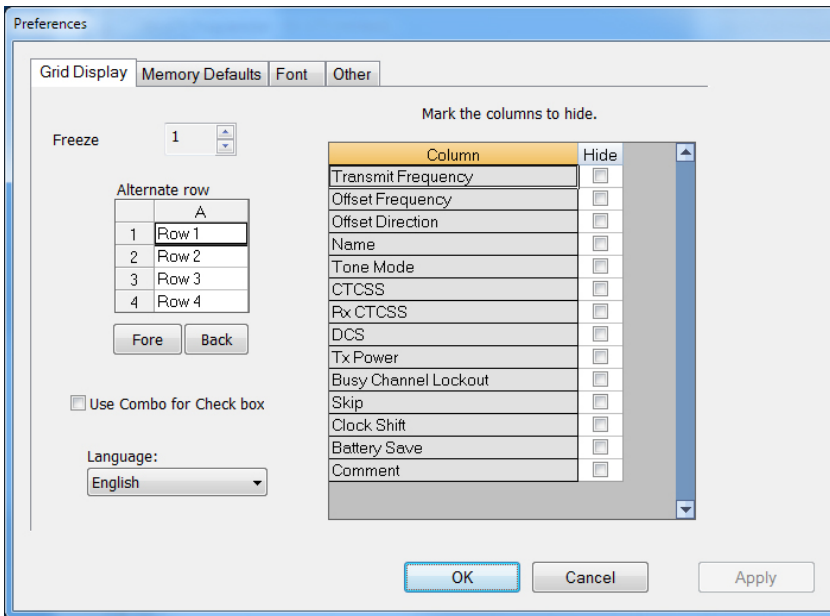 Preferences
Grid Display Memory Defaults Font Other
Mark the columns to hide.
Freeze 1
Alternate row
A
1 Row 1
2 Row 2
3 Row 3
4 Row 4
Fore Back
Use Combo for Check box
Language:
English
Column Hide
Transmit Frequency
Offset Frequency
Offset Direction
Name
Tone Mode
CTCSS
Rx CTCSS
DCS
Tx Power
Busy Channel Lockout
Skip
Clock Shift
Battery Save
Comment
OK Cancel Apply